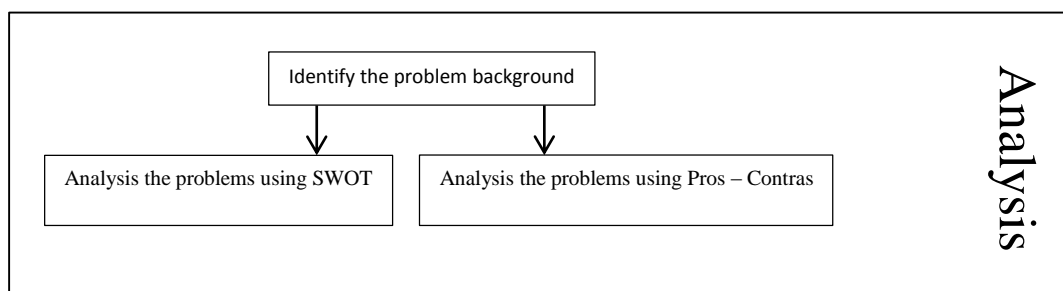 Identify the problem background
Analysis the problems using SWOT
Analysis the problems using Pros – Contras
Analysis